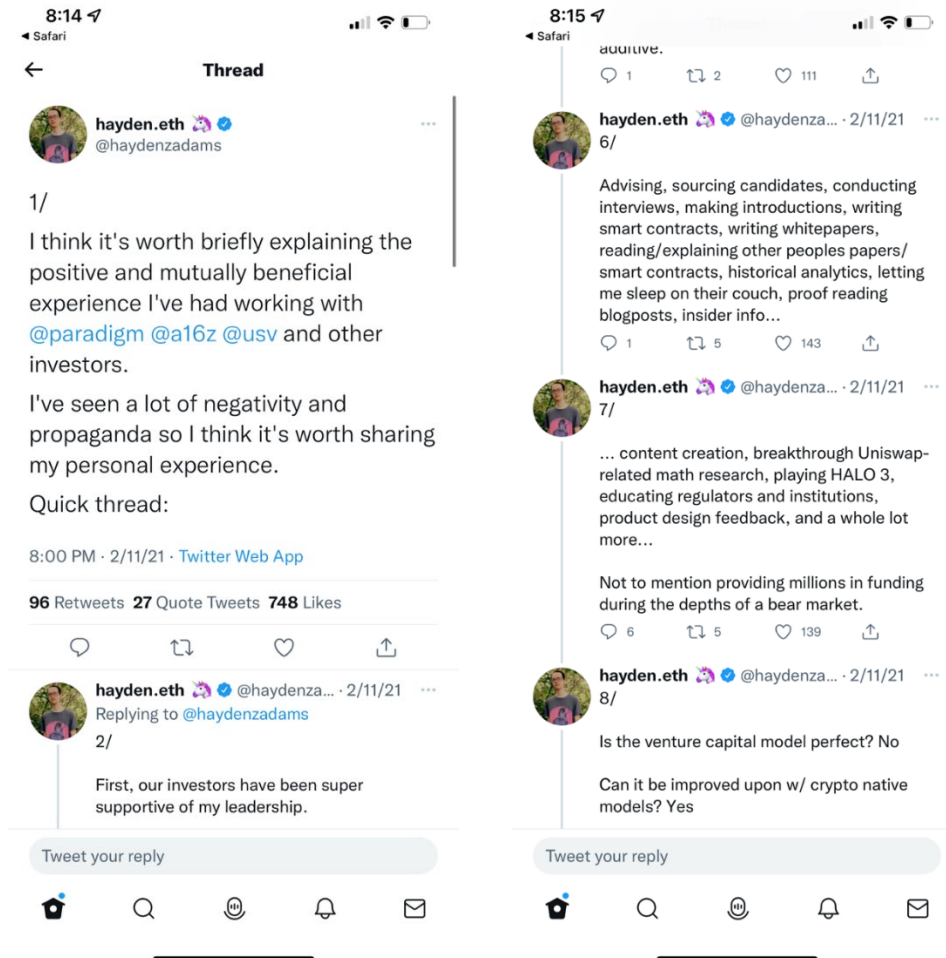 8:14
Safari
Thread
hayden.eth 🦄
@haydenzadams
1/
I think it's worth briefly explaining the
positive and mutually beneficial
experience I've had working with
@paradigm @a16z @usv and other
investors.
I've seen a lot of negativity and
propaganda so I think it's worth sharing
my personal experience.
Quick thread:
8:00 PM · 2/11/21 · Twitter Web App
96 Retweets 27 Quote Tweets 748 Likes
hayden.eth 🦄 @haydenza... · 2/11/21
Replying to @haydenzadams
2/
First, our investors have been super
supportive of my leadership.
Tweet your reply
8:15
Safari
additive.
1 2 111
hayden.eth 🦄 @haydenza... · 2/11/21
6/
Advising, sourcing candidates, conducting
interviews, making introductions, writing
smart contracts, writing whitepapers,
reading/explaining other peoples papers/
smart contracts, historical analytics, letting
me sleep on their couch, proof reading
blogposts, insider info...
1 5 143
hayden.eth 🦄 @haydenza... · 2/11/21
7/
... content creation, breakthrough Uniswap-
related math research, playing HALO 3,
educating regulators and institutions,
product design feedback, and a whole lot
more...
Not to mention providing millions in funding
during the depths of a bear market.
6 5 139
hayden.eth 🦄 @haydenza... · 2/11/21
8/
Is the venture capital model perfect? No
Can it be improved upon w/ crypto native
models? Yes
Tweet your reply